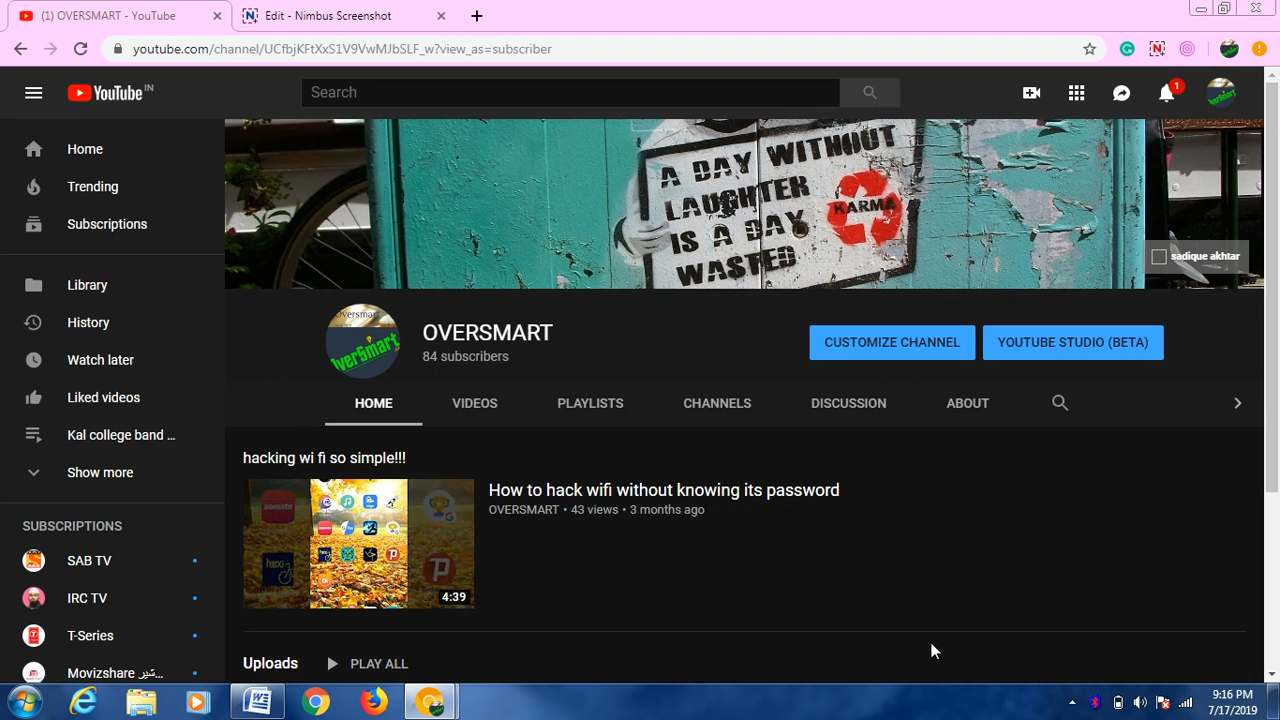 (1) OVERSMART - YouTube
Edit - Nimbus Screenshot
youtube.com/channel/UCfbjKFtXxS1V9VwMJbSLF_w?view_as=subscriber
YouTube IN
Search
1
Home
Trending
Subscriptions
Library
History
Watch later
Liked videos
Kal college band ...
Show more
SUBSCRIPTIONS
SAB TV
IRC TV
T-Series
Movizshare شير...
A DAY WITHOUT
LAUGHTER
IS A DAY
WASTED
KARMA
sadique akhtar
Oversmart
OverSmart
OVERSMART
84 subscribers
CUSTOMIZE CHANNEL
YOUTUBE STUDIO (BETA)
HOME
VIDEOS
PLAYLISTS
CHANNELS
DISCUSSION
ABOUT
hacking wi fi so simple!!!
4:39
How to hack wifi without knowing its password
OVERSMART • 43 views • 3 months ago
Uploads
PLAY ALL
9:16 PM
7/17/2019